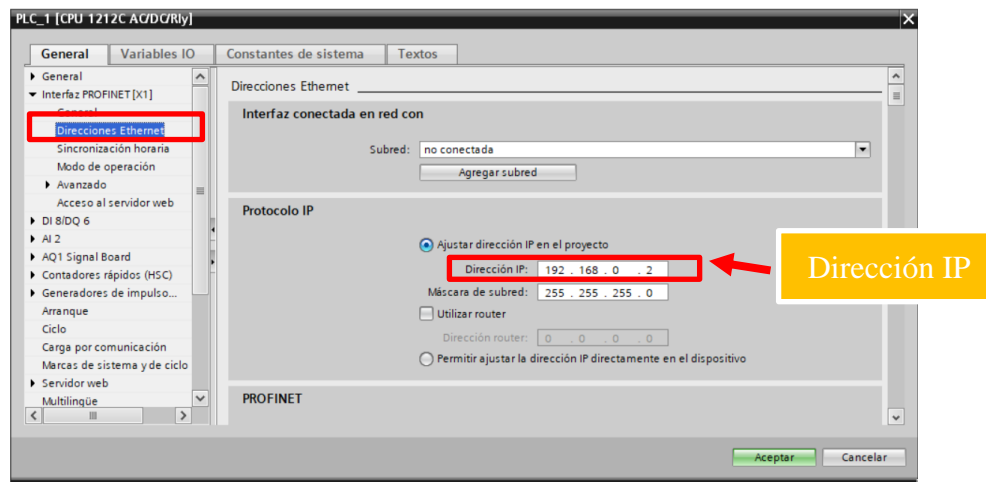 PLC_1 [CPU 1212C AC/DC/Rly]
General Variables IO Constantes de sistema Textos
General
Interfaz PROFINET [X1]
General
Direcciones Ethernet
Sincronización horaria
Modo de operación
Avanzado
Acceso al servidor web
DI 8/DQ 6
AI 2
AQ1 Signal Board
Contadores rápidos (HSC)
Generadores de impulso...
Arranque
Ciclo
Carga por comunicación
Marcas de sistema y de ciclo
Servidor web
Multilingüe
Direcciones Ethernet
Interfaz conectada en red con
Subred: no conectada
Agregar subred
Protocolo IP
Ajustar dirección IP en el proyecto
Dirección IP: 192 . 168 . 0 . 2
Máscara de subred: 255 . 255 . 255 . 0
Utilizar router
Dirección router: 0 . 0 . 0 . 0
Permitir ajustar la dirección IP directamente en el dispositivo
PROFINET
Dirección IP
Aceptar Cancelar